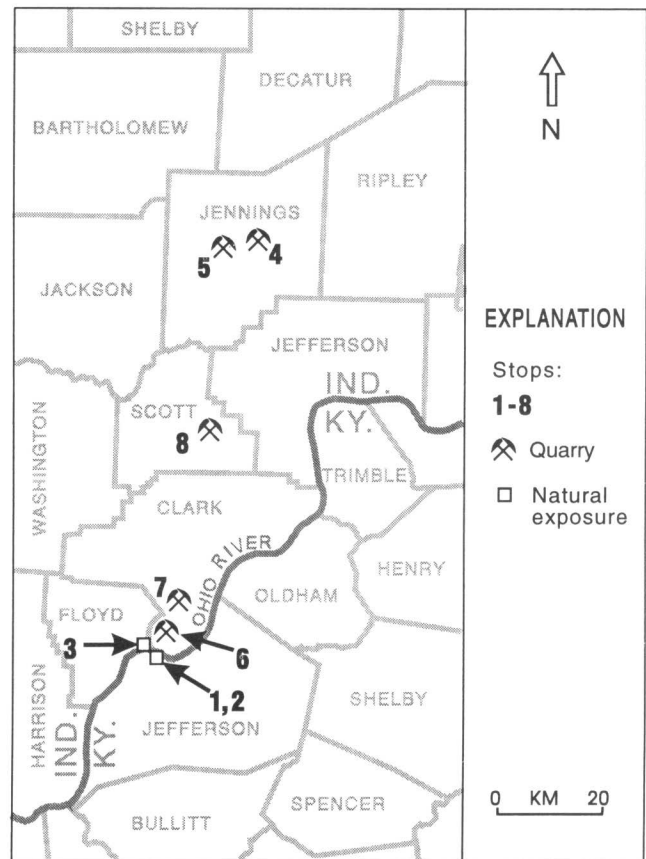 SHELBY
DECATUR
BARTHOLOMEW
RIPLEY
JENNINGS
5
4
JACKSON
JEFFERSON
IND.
KY.
SCOTT
8
WASHINGTON
TRIMBLE
CLARK
OHIO RIVER
HENRY
OLDHAM
7
FLOYD
3
6
1, 2
HARRISON
IND.
KY.
JEFFERSON
SHELBY
SPENCER
BULLITT
N
EXPLANATION
Stops:
1-8
Quarry
Natural
exposure
0 KM 20